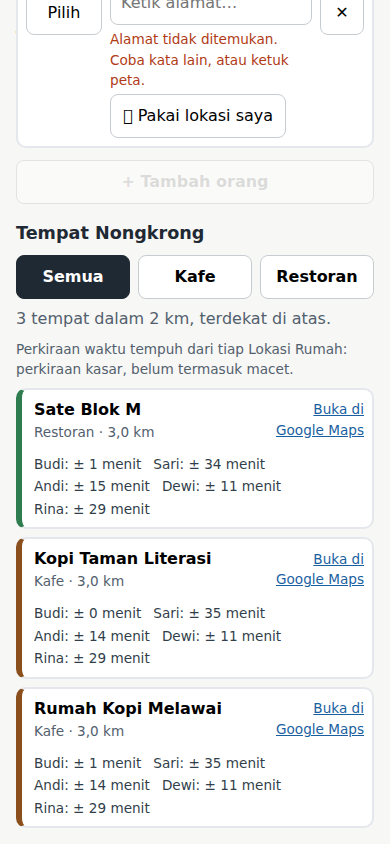 Pilih
Ketik alamat...
✕
Alamat tidak ditemukan.
Coba kata lain, atau ketuk
peta.
Pakai lokasi saya
+ Tambah orang
Tempat Nongkrong
Semua
Kafe
Restoran
3 tempat dalam 2 km, terdekat di atas.
Perkiraan waktu tempuh dari tiap Lokasi Rumah:
perkiraan kasar, belum termasuk macet.
Sate Blok M
Buka di
Google Maps
Restoran · 3,0 km
Budi: ± 1 menit Sari: ± 34 menit
Andi: ± 15 menit Dewi: ± 11 menit
Rina: ± 29 menit
Kopi Taman Literasi
Buka di
Google Maps
Kafe · 3,0 km
Budi: ± 0 menit Sari: ± 35 menit
Andi: ± 14 menit Dewi: ± 11 menit
Rina: ± 29 menit
Rumah Kopi Melawai
Buka di
Google Maps
Kafe · 3,0 km
Budi: ± 1 menit Sari: ± 35 menit
Andi: ± 14 menit Dewi: ± 11 menit
Rina: ± 29 menit